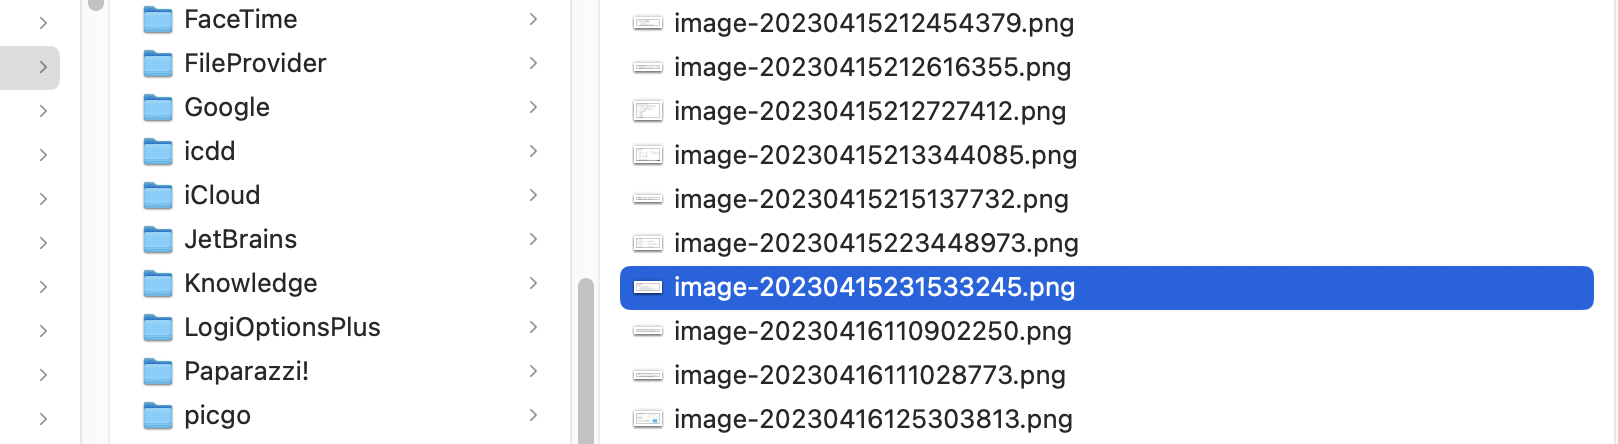 FaceTime
FileProvider
Google
icdd
iCloud
JetBrains
Knowledge
LogiOptionsPlus
Paparazzi!
picgo
image-20230415212454379.png
image-20230415212616355.png
image-20230415212727412.png
image-20230415213344085.png
image-20230415215137732.png
image-20230415223448973.png
image-20230415231533245.png
image-20230416110902250.png
image-20230416111028773.png
image-20230416125303813.png